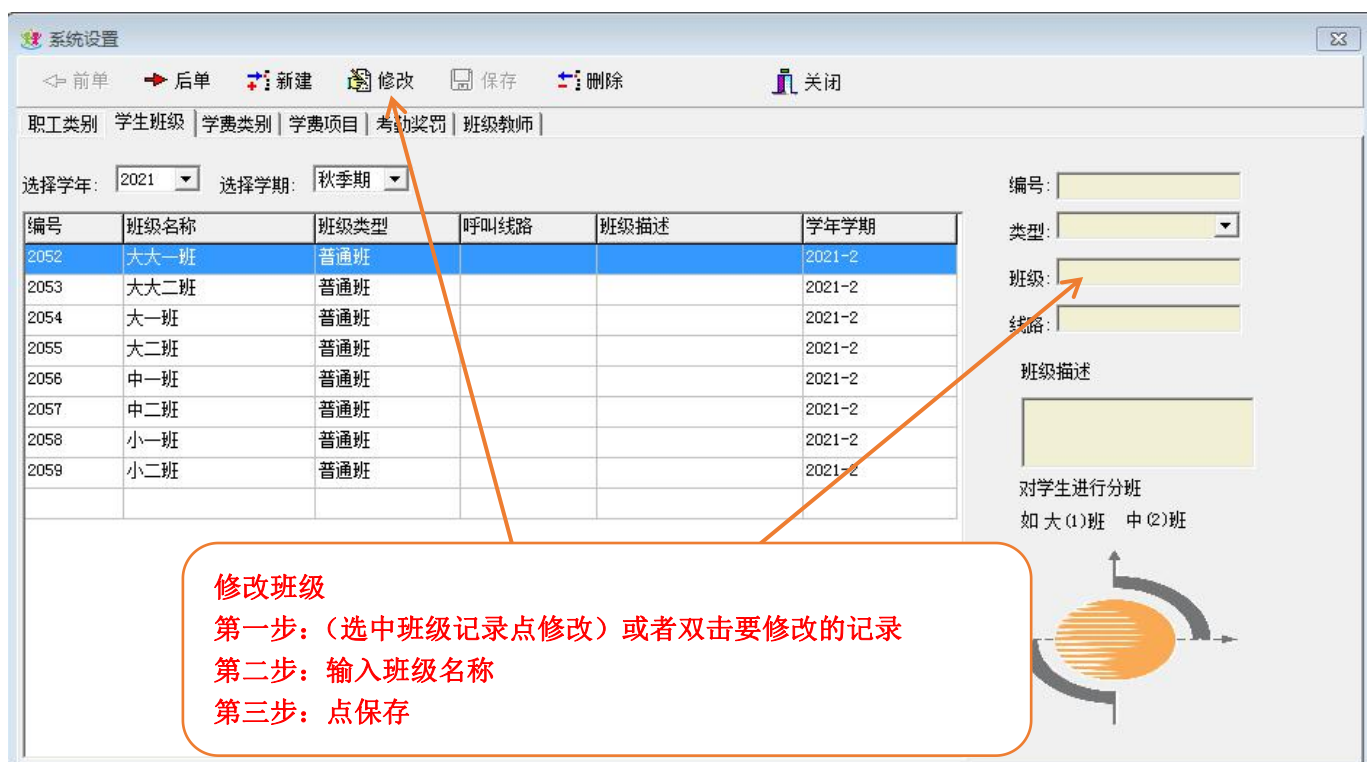 系统设置
前单 后单 新建 修改 保存 删除 关闭
职工类别 学生班级 学费类别 学费项目 考勤奖罚 班级教师
选择学年: 2021 选择学期: 秋季期
编号 班级名称 班级类型 呼叫线路 班级描述 学年学期
2052 大大一班 普通班 2021-2
2053 大大二班 普通班 2021-2
2054 大一班 普通班 2021-2
2055 大二班 普通班 2021-2
2056 中一班 普通班 2021-2
2057 中二班 普通班 2021-2
2058 小一班 普通班 2021-2
2059 小二班 普通班 2021-2
编号:
类型:
班级:
线路:
班级描述
对学生进行分班
如 大(1)班 中(2)班
修改班级
第一步:(选中班级记录点修改)或者双击要修改的记录
第二步:输入班级名称
第三步:点保存